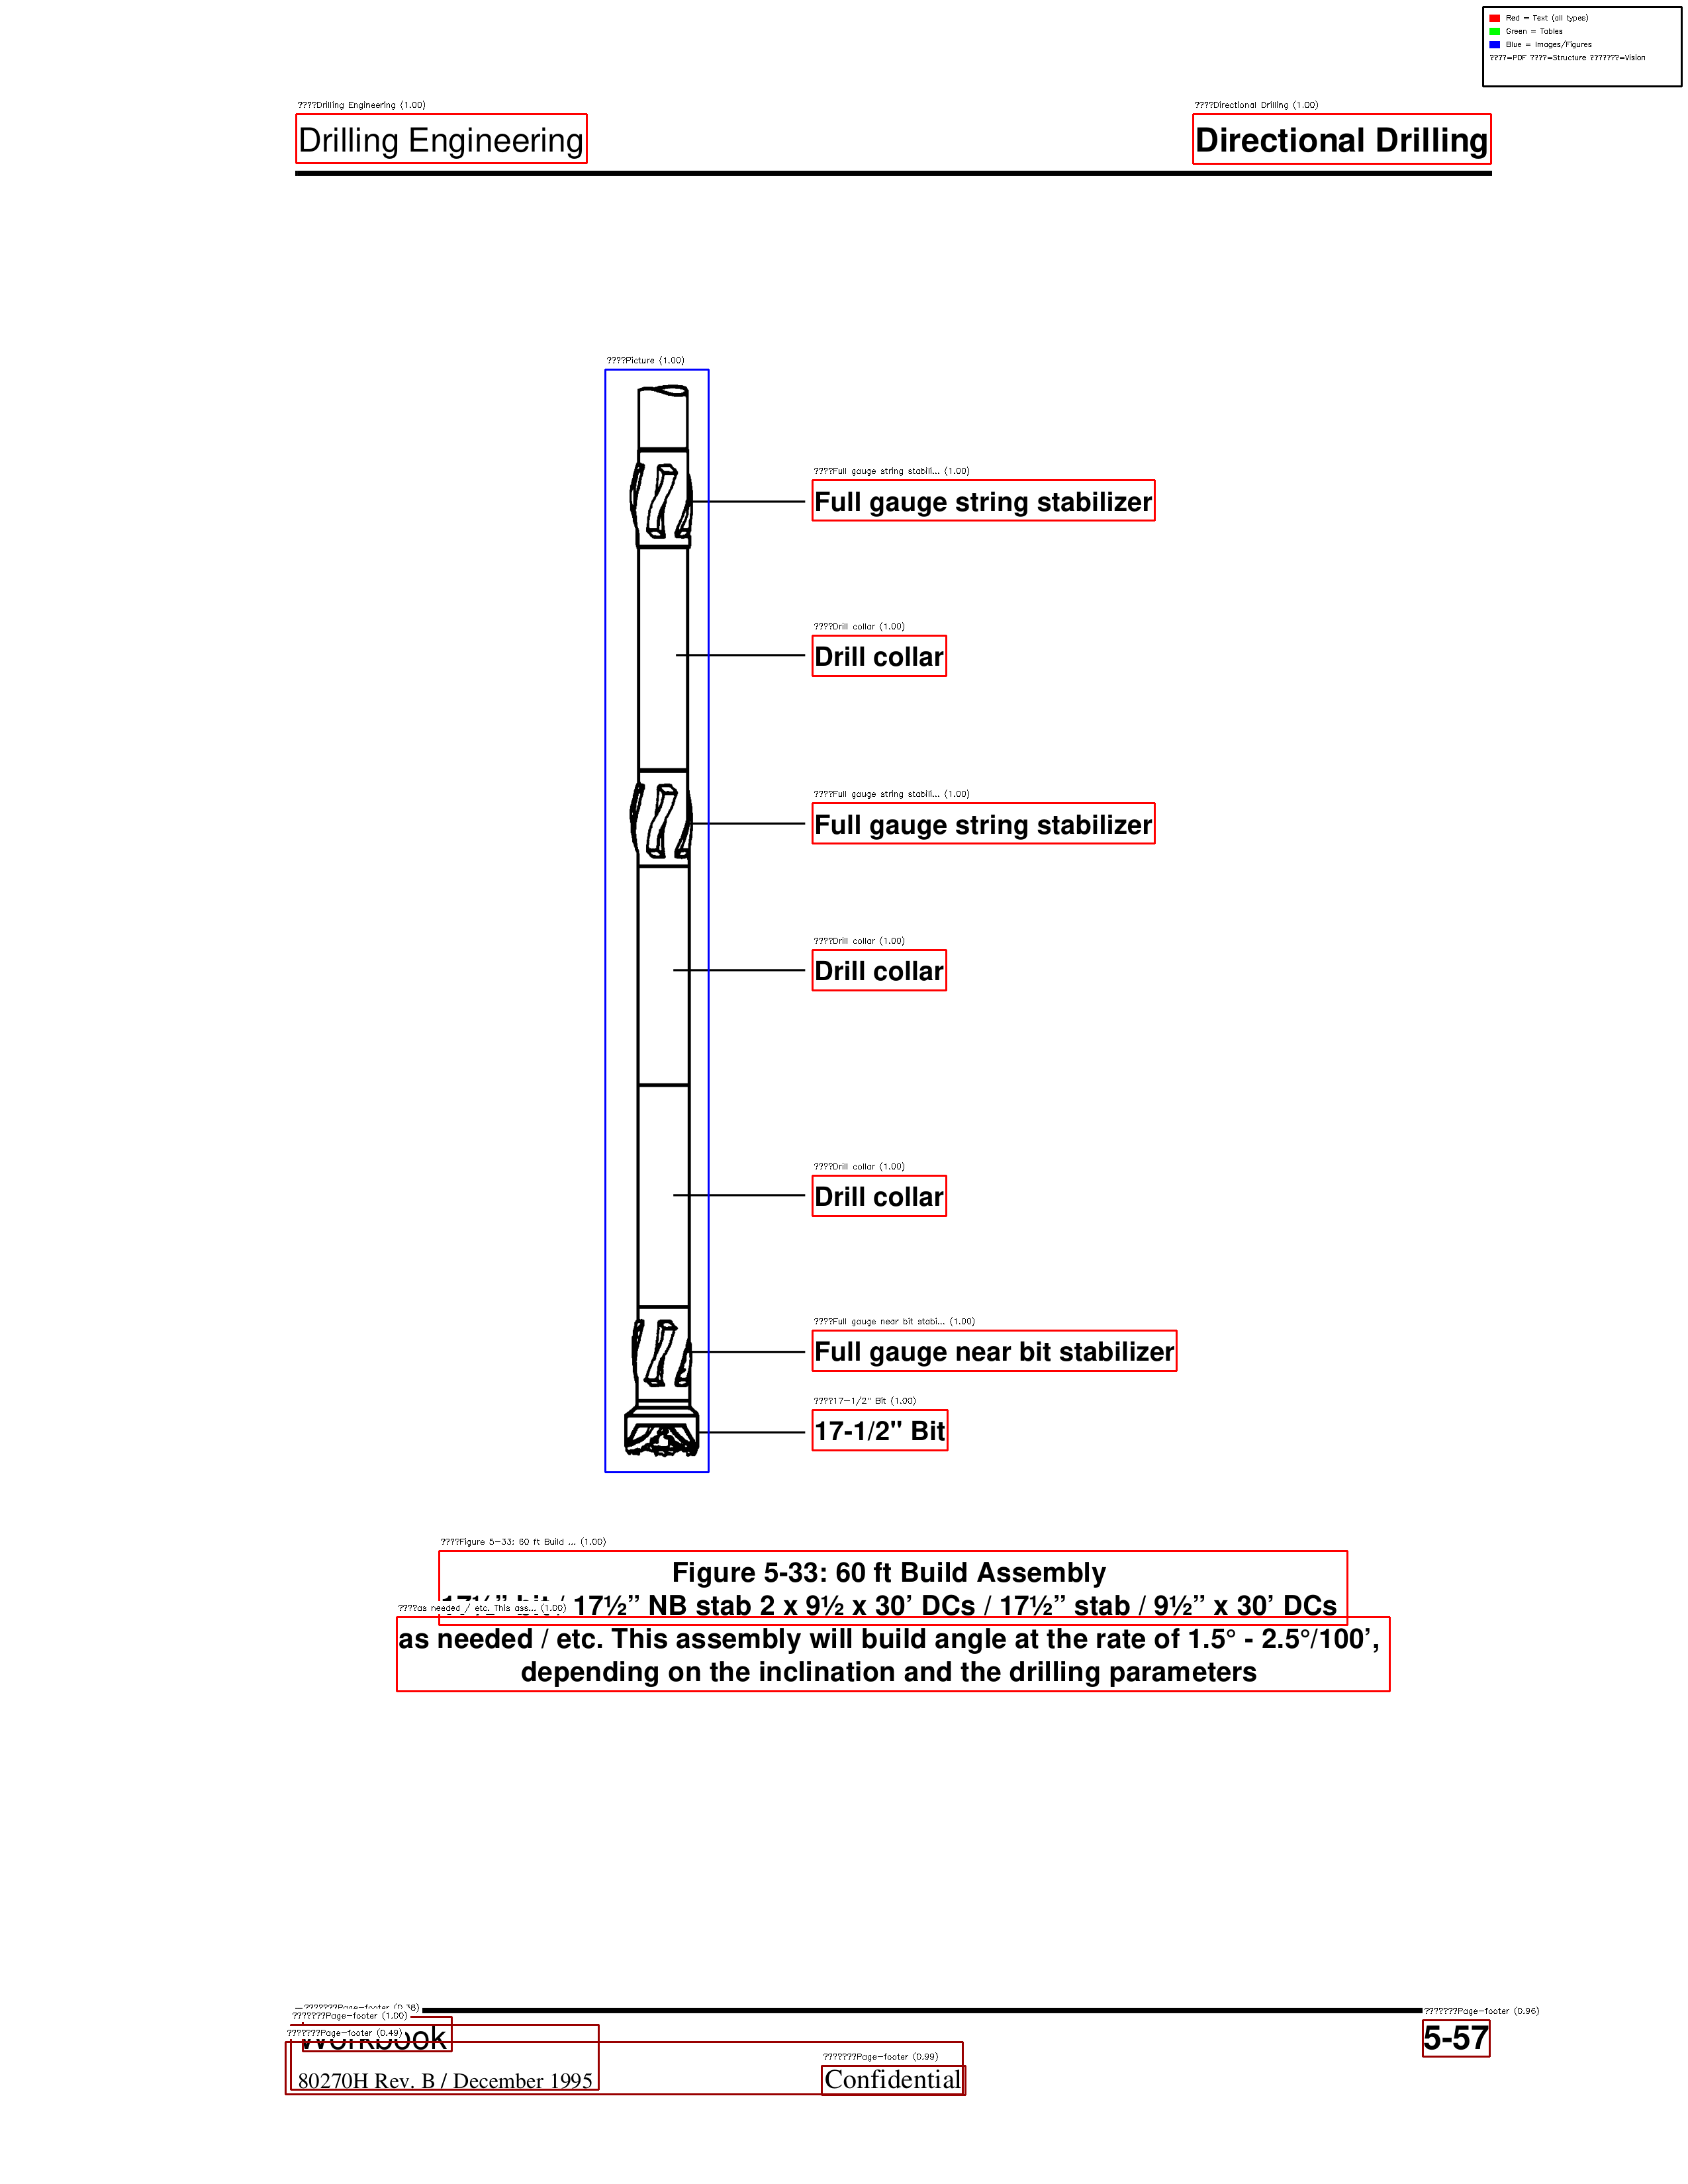 Red = Text (all types)
Green = Tables
Blue = Images/Figures
????=PDF ????=Structure ???????=Vision
????Drilling Engineering (1.00)
????Directional Drilling (1.00)
Drilling Engineering
Directional Drilling
????Picture (1.00)
????Full gauge string stabili... (1.00)
Full gauge string stabilizer
????Drill collar (1.00)
Drill collar
????Full gauge string stabili... (1.00)
Full gauge string stabilizer
????Drill collar (1.00)
Drill collar
????Drill collar (1.00)
Drill collar
????Full gauge near bit stabi... (1.00)
Full gauge near bit stabilizer
????17-1/2" Bit (1.00)
17-1/2" Bit
????Figure 5-33: 60 ft Build ... (1.00)
Figure 5-33: 60 ft Build Assembly
17½” bit / 17½” NB stab 2 x 9½ x 30’ DCs / 17½” stab / 9½” x 30’ DCs
????as needed / etc. This ass... (1.00)
as needed / etc. This assembly will build angle at the rate of 1.5° - 2.5°/100’,
depending on the inclination and the drilling parameters
???????Page-footer (0.38)
???????Page-footer (0.96)
???????Page-footer (1.00)
???????Page-footer (0.49)
Workbook
5-57
???????Page-footer (0.99)
80270H Rev. B / December 1995
Confidential